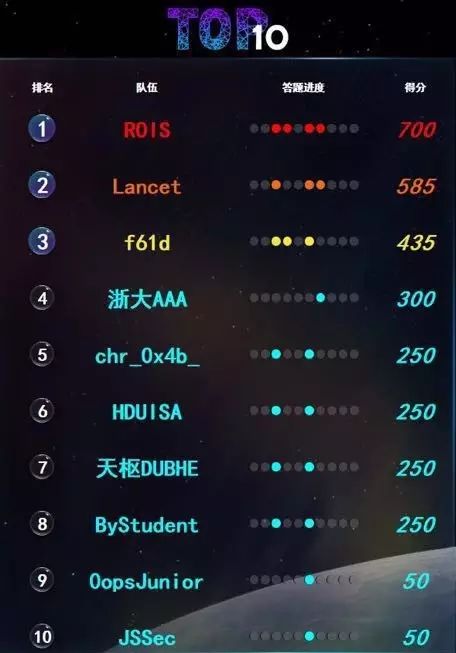 TOP10
排名 队伍 答题进度 得分
1 ROIS 700
2 Lancet 585
3 f61d 435
4 浙大AAA 300
5 chr_0x4b_ 250
6 HDUISA 250
7 天枢DUBHE 250
8 ByStudent 250
9 OopsJunior 50
10 JSSec 50